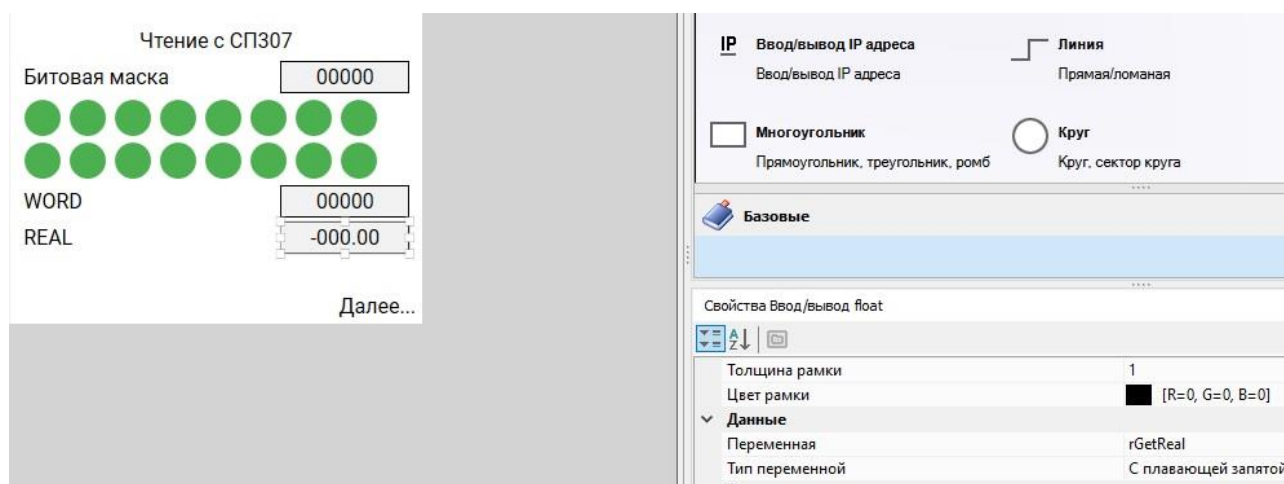 Чтение с СП307
Битовая маска 00000
WORD 00000
REAL -000.00
Далее...
IP Ввод/вывод IP адреса
Ввод/вывод IP адреса
Линия
Прямая/ломаная
Многоугольник
Прямоугольник, треугольник, ромб
Круг
Круг, сектор круга
Базовые
Свойства Ввод/вывод float
Толщина рамки 1
Цвет рамки [R=0, G=0, B=0]
Данные
Переменная rGetReal
Тип переменной С плавающей запятой